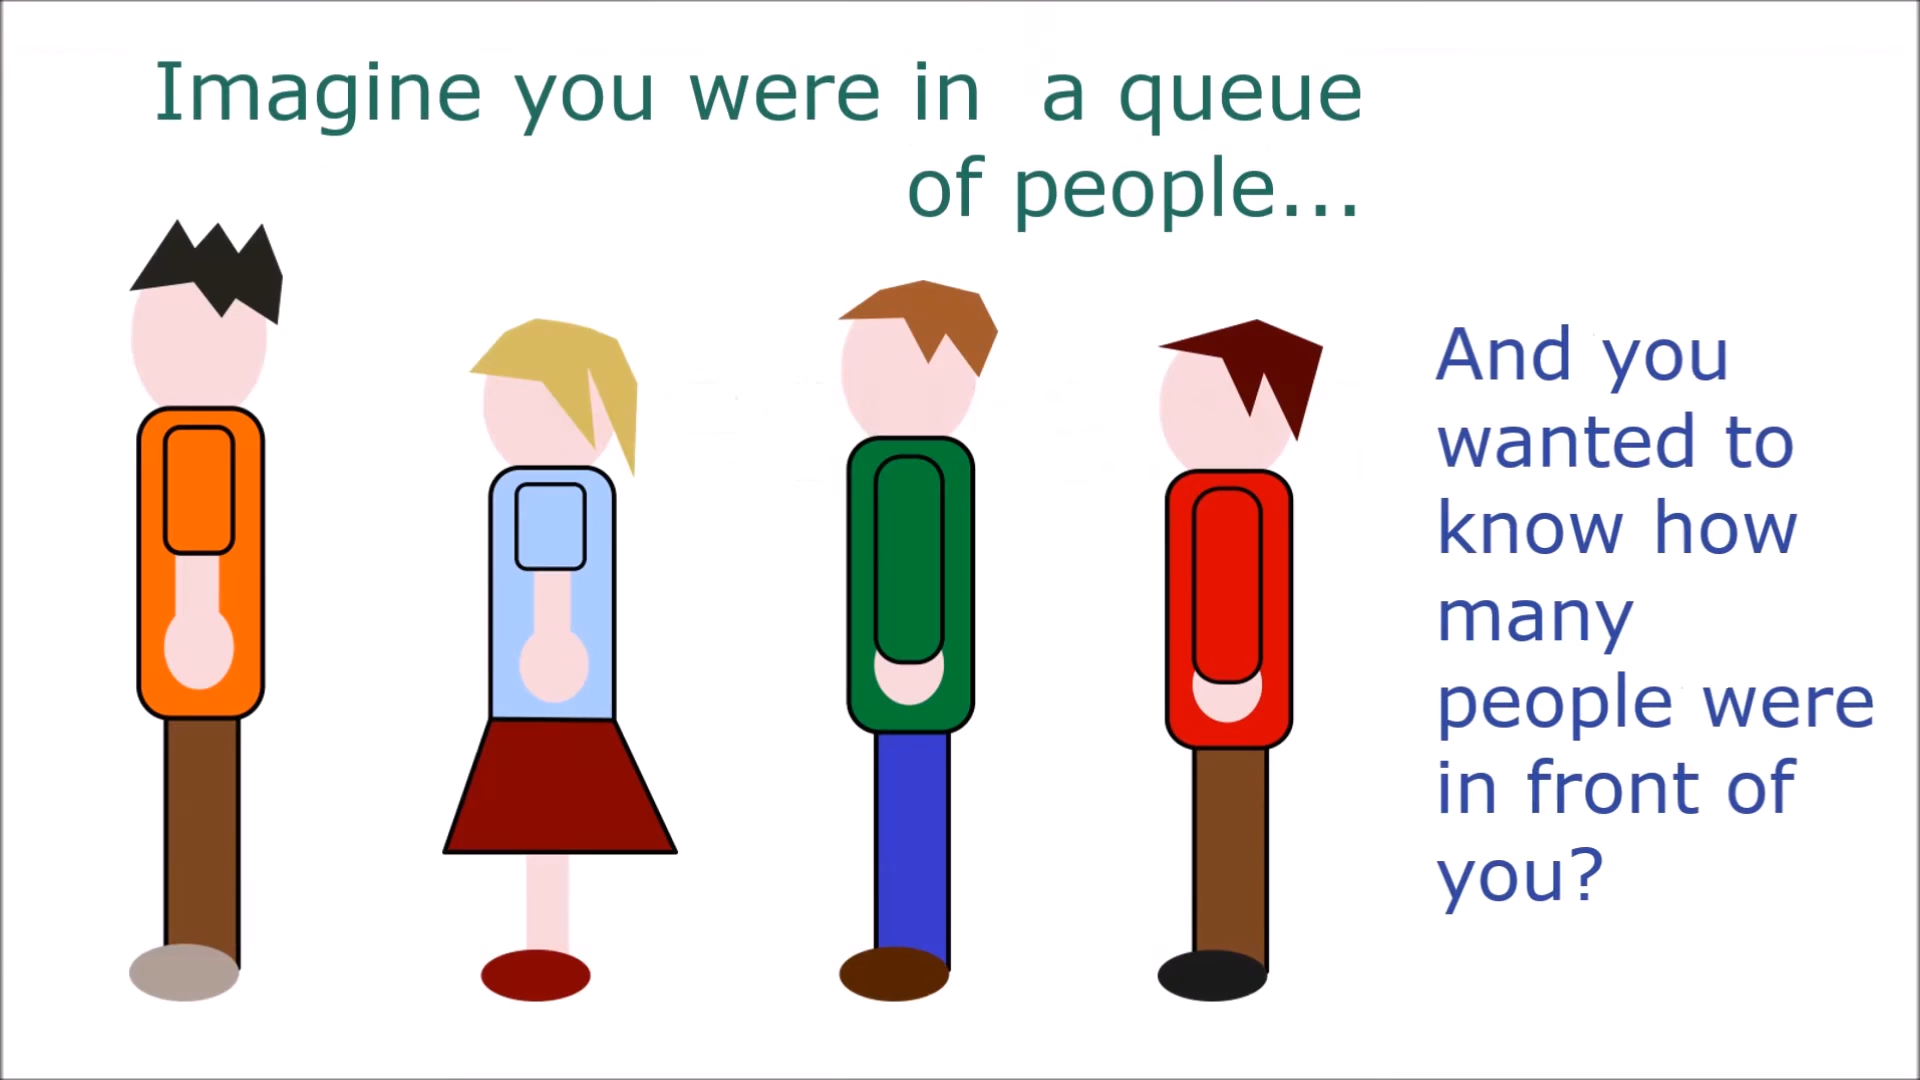 Imagine you were in a queue
of people...
And you
wanted to
know how
many
people were
in front of
you?